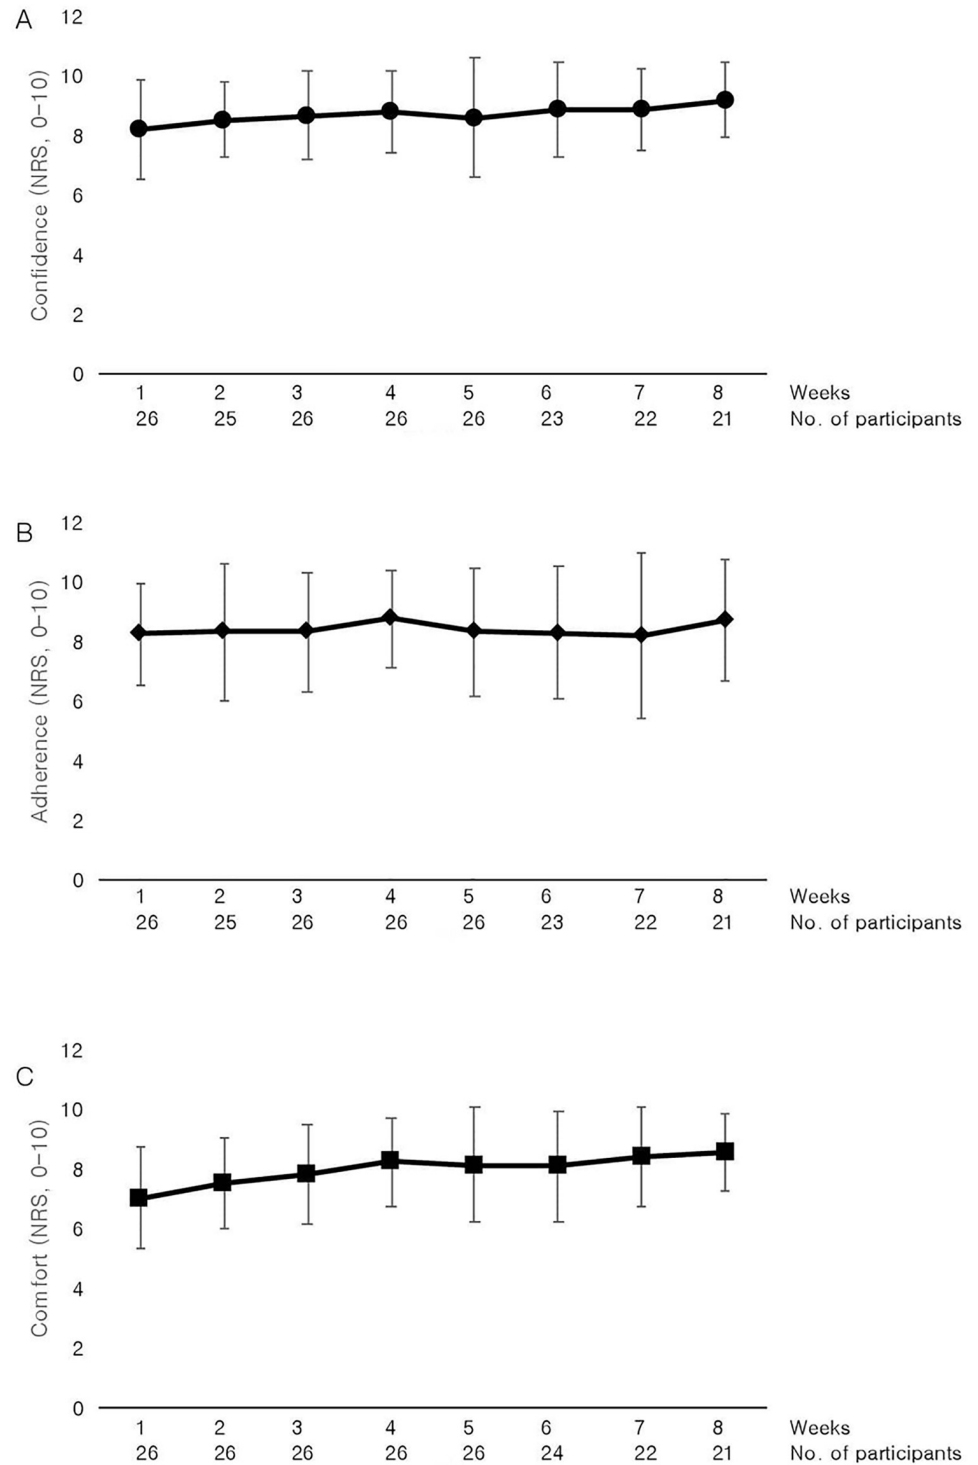 A
12
10
8
6
4
2
0
Confidence (NRS, 0-10)
1 2 3 4 5 6 7 8 Weeks
26 25 26 26 26 23 22 21 No. of participants
B
12
10
8
6
4
2
0
Adherence (NRS, 0-10)
1 2 3 4 5 6 7 8 Weeks
26 25 26 26 26 23 22 21 No. of participants
C
12
10
8
6
4
2
0
Comfort (NRS, 0-10)
1 2 3 4 5 6 7 8 Weeks
26 26 26 26 26 24 22 21 No. of participants